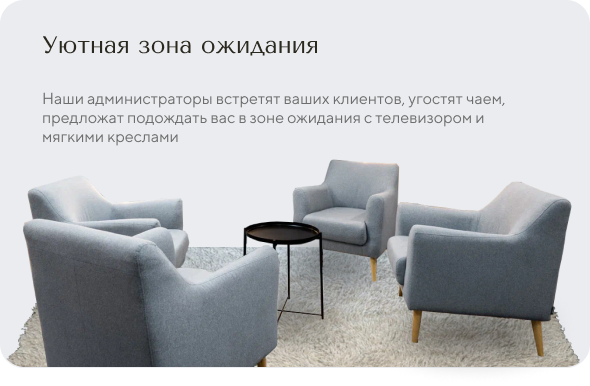 Уютная зона ожидания
Наши администраторы встретят ваших клиентов, угостят чаем,
предложат подождать вас в зоне ожидания с телевизором и
мягкими креслами